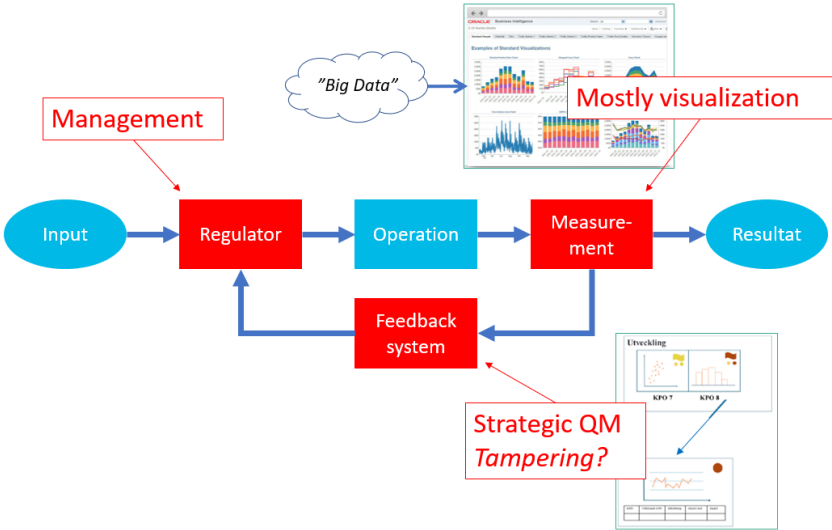 ORACLE Business Intelligence
Examples of Standard Visualizations
"Big Data"
Mostly visualization
Management
Input
Regulator
Operation
Measure-
ment
Resultat
Feedback
system
Utveckling
KPO 7 KPO 8
Strategic QM
Tampering?